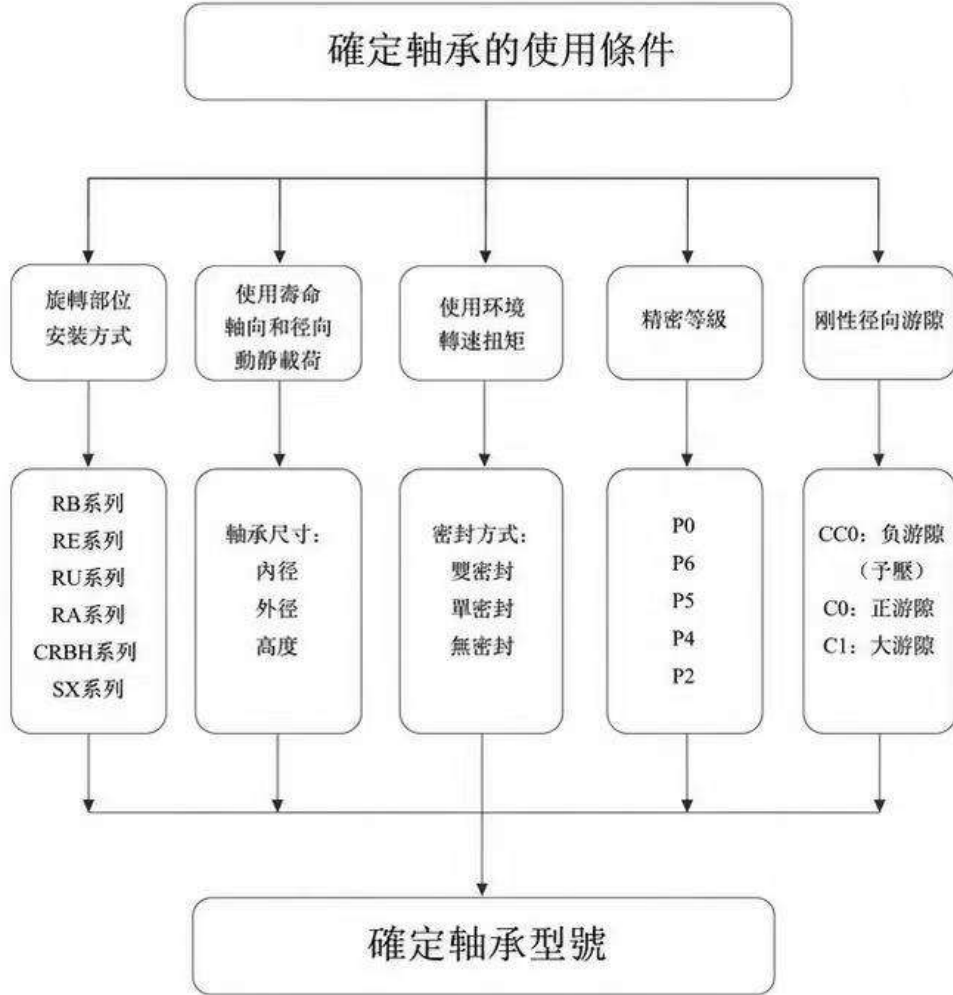 確定軸承的使用條件
旋轉部位
安裝方式
使用壽命
軸向和徑向
動靜載荷
使用环境
轉速扭矩
精密等級
刚性徑向游隙
RB系列
RE系列
RU系列
RA系列
CRBH系列
SX系列
軸承尺寸：
內徑
外徑
高度
密封方式：
雙密封
單密封
無密封
P0
P6
P5
P4
P2
CC0：负游隙
（予壓）
C0：正游隙
C1：大游隙
確定軸承型號